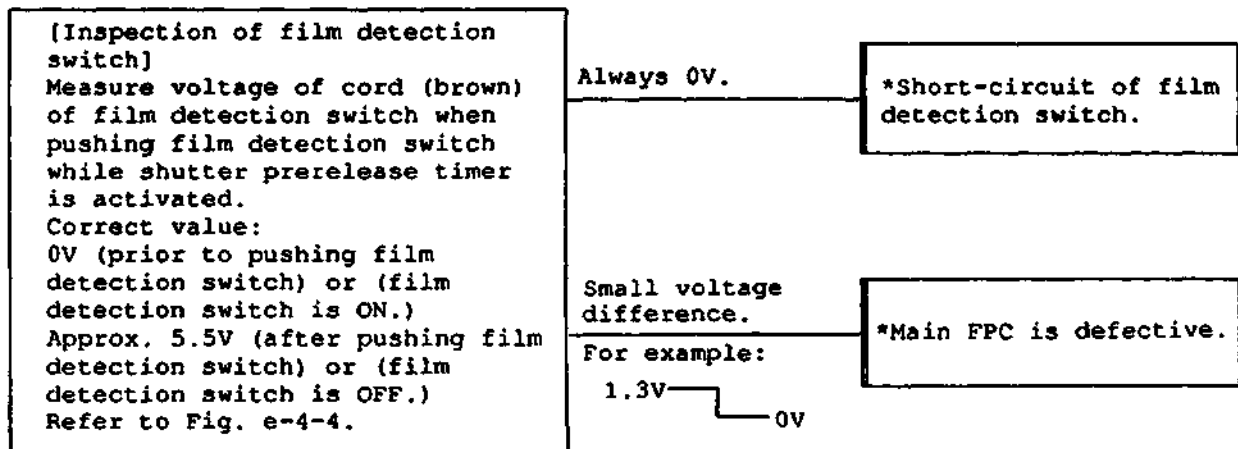 [Inspection of film detection
switch]
Measure voltage of cord (brown)
of film detection switch when
pushing film detection switch
while shutter prerelease timer
is activated.
Correct value:
0V (prior to pushing film
detection switch) or (film
detection switch is ON.)
Approx. 5.5V (after pushing film
detection switch) or (film
detection switch is OFF.)
Refer to Fig. e-4-4.
Always 0V.
*Short-circuit of film
detection switch.
Small voltage
difference.
For example:
1.3V
0V
*Main FPC is defective.